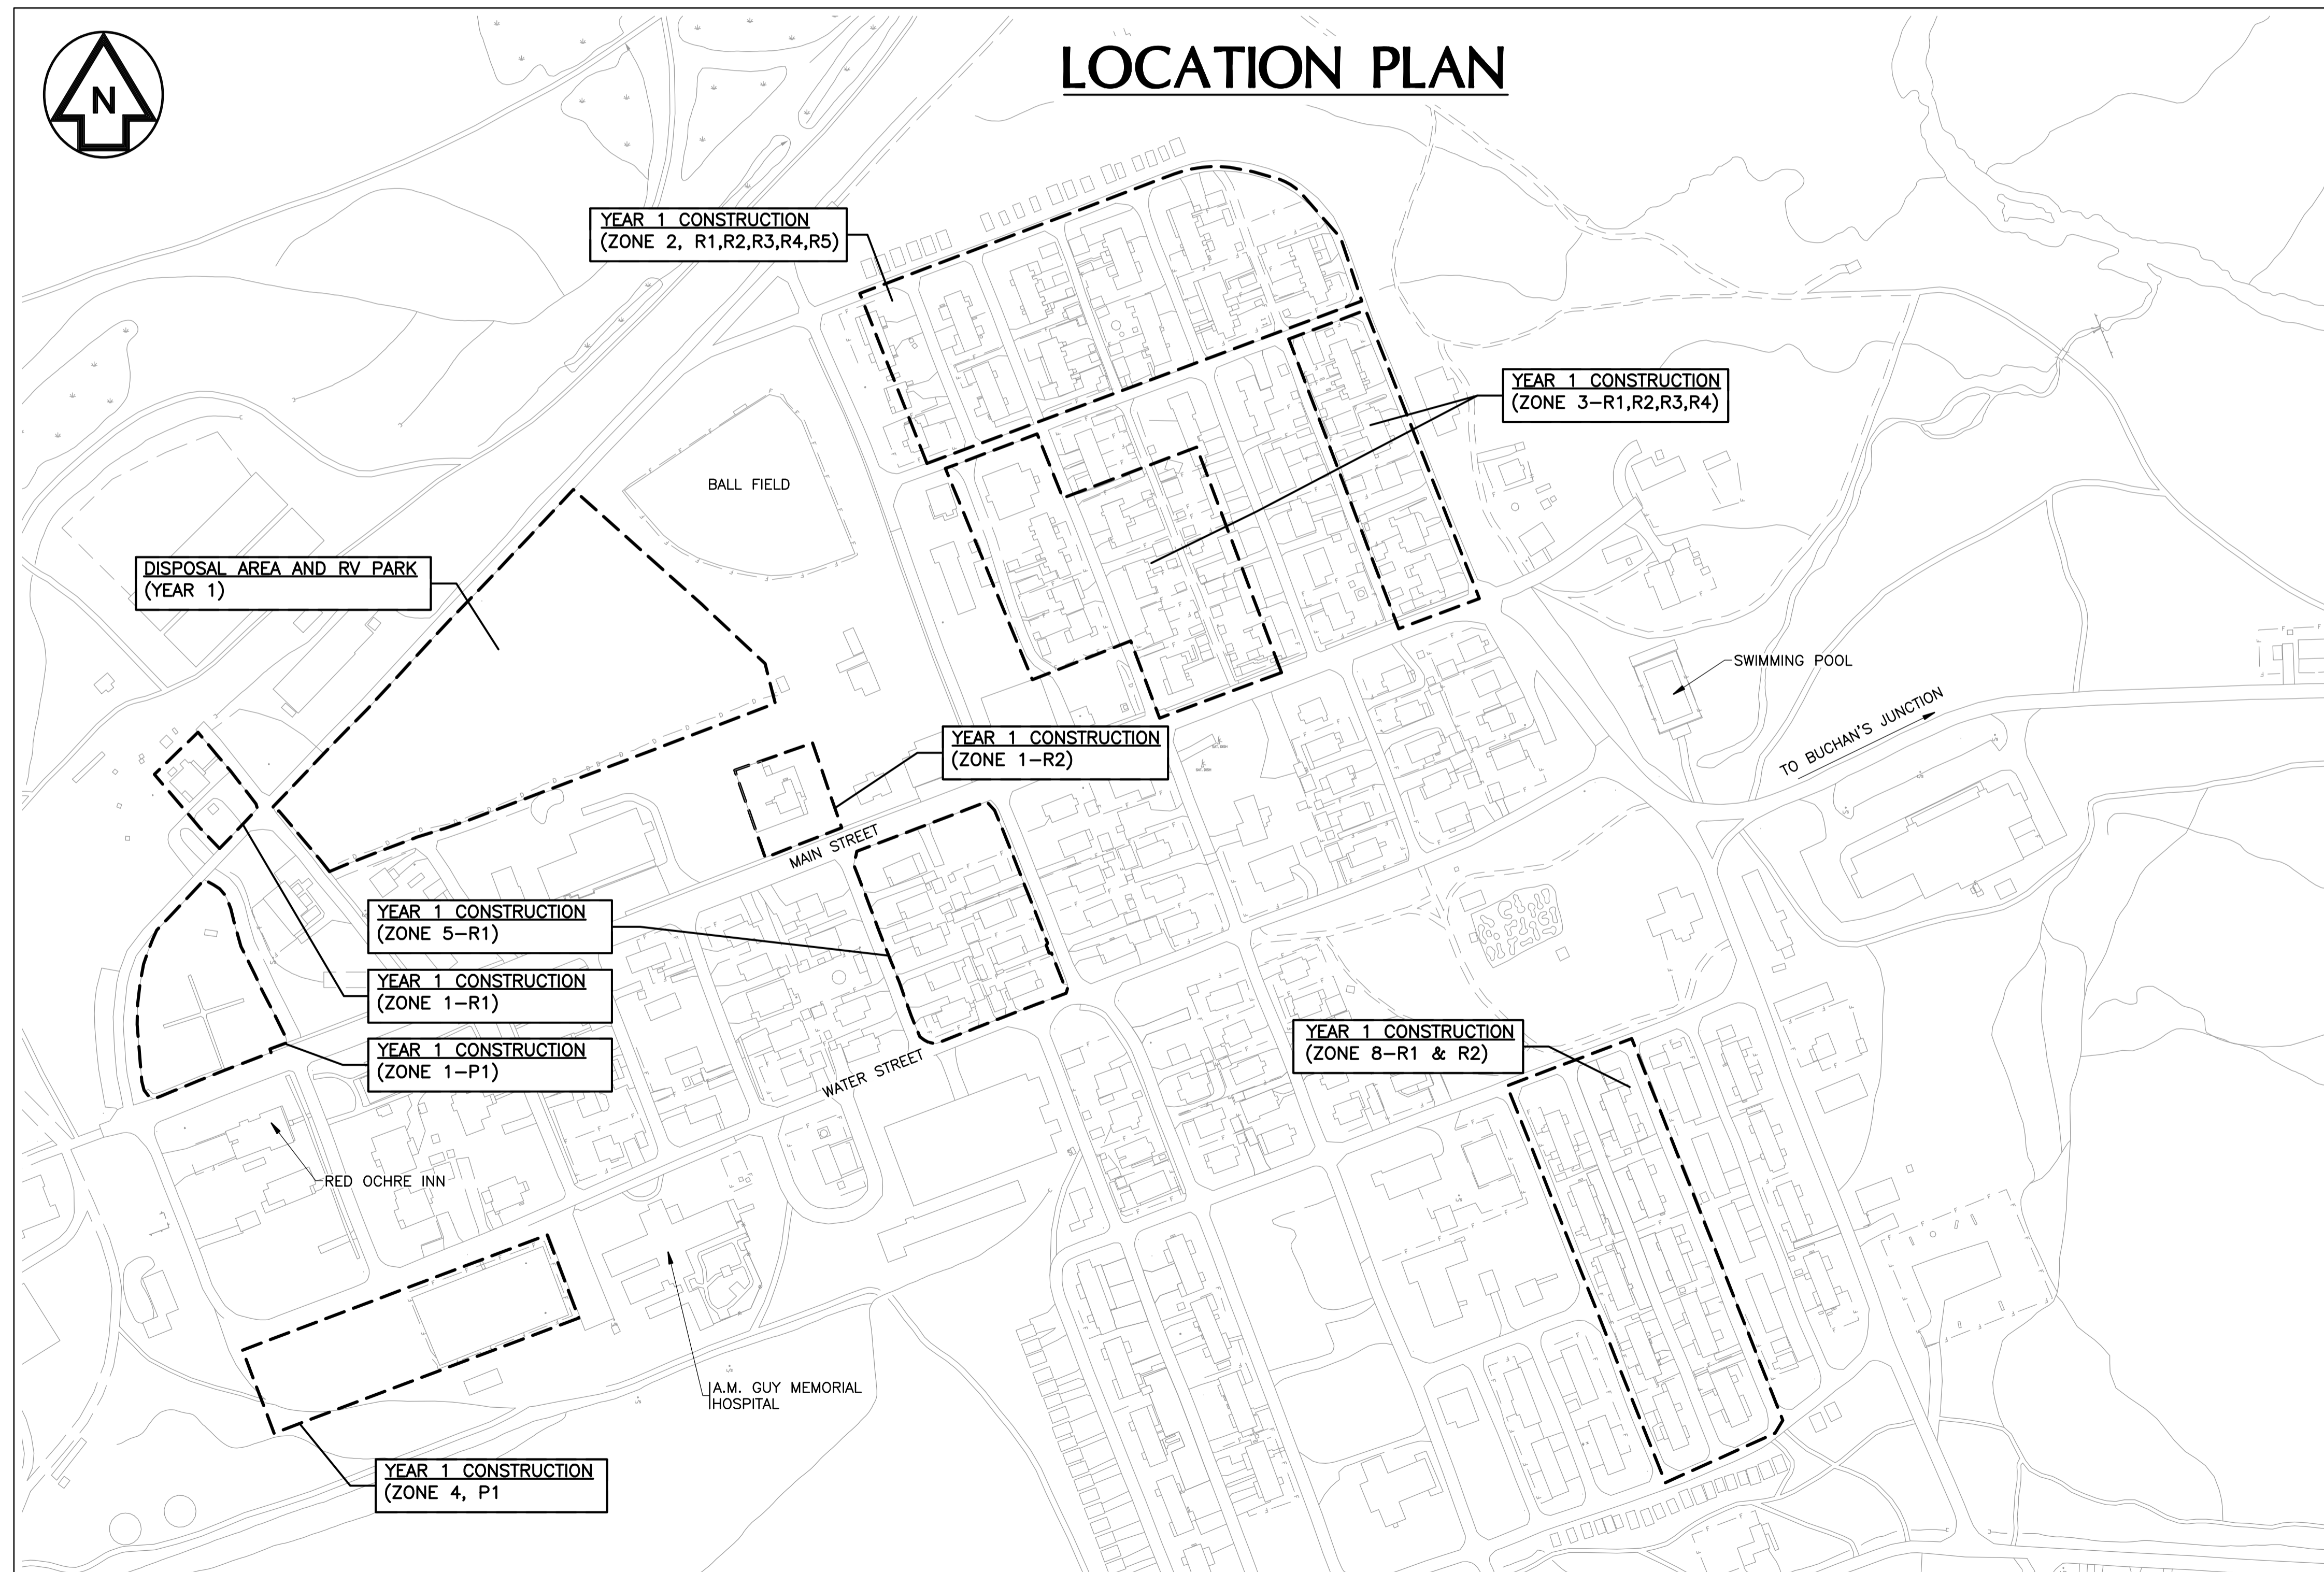 LOCATION PLAN
N
YEAR 1 CONSTRUCTION
(ZONE 2, R1,R2,R3,R4,R5)
YEAR 1 CONSTRUCTION
(ZONE 3-R1,R2,R3,R4)
BALL FIELD
DISPOSAL AREA AND RV PARK
(YEAR 1)
SWIMMING POOL
TO BUCHAN'S JUNCTION
YEAR 1 CONSTRUCTION
(ZONE 1-R2)
MAIN STREET
YEAR 1 CONSTRUCTION
(ZONE 5-R1)
YEAR 1 CONSTRUCTION
(ZONE 1-R1)
YEAR 1 CONSTRUCTION
(ZONE 1-P1)
WATER STREET
YEAR 1 CONSTRUCTION
(ZONE 8-R1 & R2)
RED OCHRE INN
A.M. GUY MEMORIAL
HOSPITAL
YEAR 1 CONSTRUCTION
(ZONE 4, P1